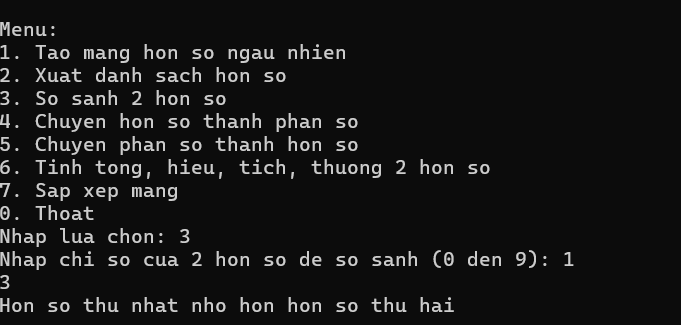 Menu:
1. Tao mang hon so ngau nhien
2. Xuat danh sach hon so
3. So sanh 2 hon so
4. Chuyen hon so thanh phan so
5. Chuyen phan so thanh hon so
6. Tinh tong, hieu, tich, thuong 2 hon so
7. Sap xep mang
0. Thoat
Nhap lua chon: 3
Nhap chi so cua 2 hon so de so sanh (0 den 9): 1
3
Hon so thu nhat nho hon hon so thu hai